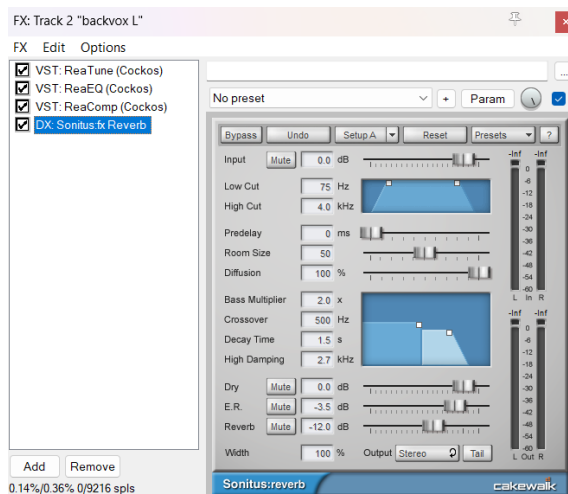 FX: Track 2 "backvox L"
FX Edit Options
VST: ReaTune (Cockos)
VST: ReaEQ (Cockos)
VST: ReaComp (Cockos)
DX: Sonitus:fx Reverb
Add Remove
0.14%/0.36% 0/9216 spls
...
No preset + Param
Bypass Undo Setup A Reset Presets ?
Input Mute 0.0 dB
Low Cut 75 Hz
High Cut 4.0 kHz
Predelay 0 ms
Room Size 50
Diffusion 100 %
Bass Multiplier 2.0 x
Crossover 500 Hz
Decay Time 1.5 s
High Damping 2.7 kHz
Dry Mute 0.0 dB
E.R. Mute -3.5 dB
Reverb Mute -12.0 dB
Width 100 % Output Stereo Tail
-Inf -Inf
0
-6
-12
-18
-24
-30
-36
-42
-48
-54
-60
L In R
-Inf -Inf
0
-6
-12
-18
-24
-30
-36
-42
-48
-54
-60
L Out R
Sonitus:reverb cakewalk